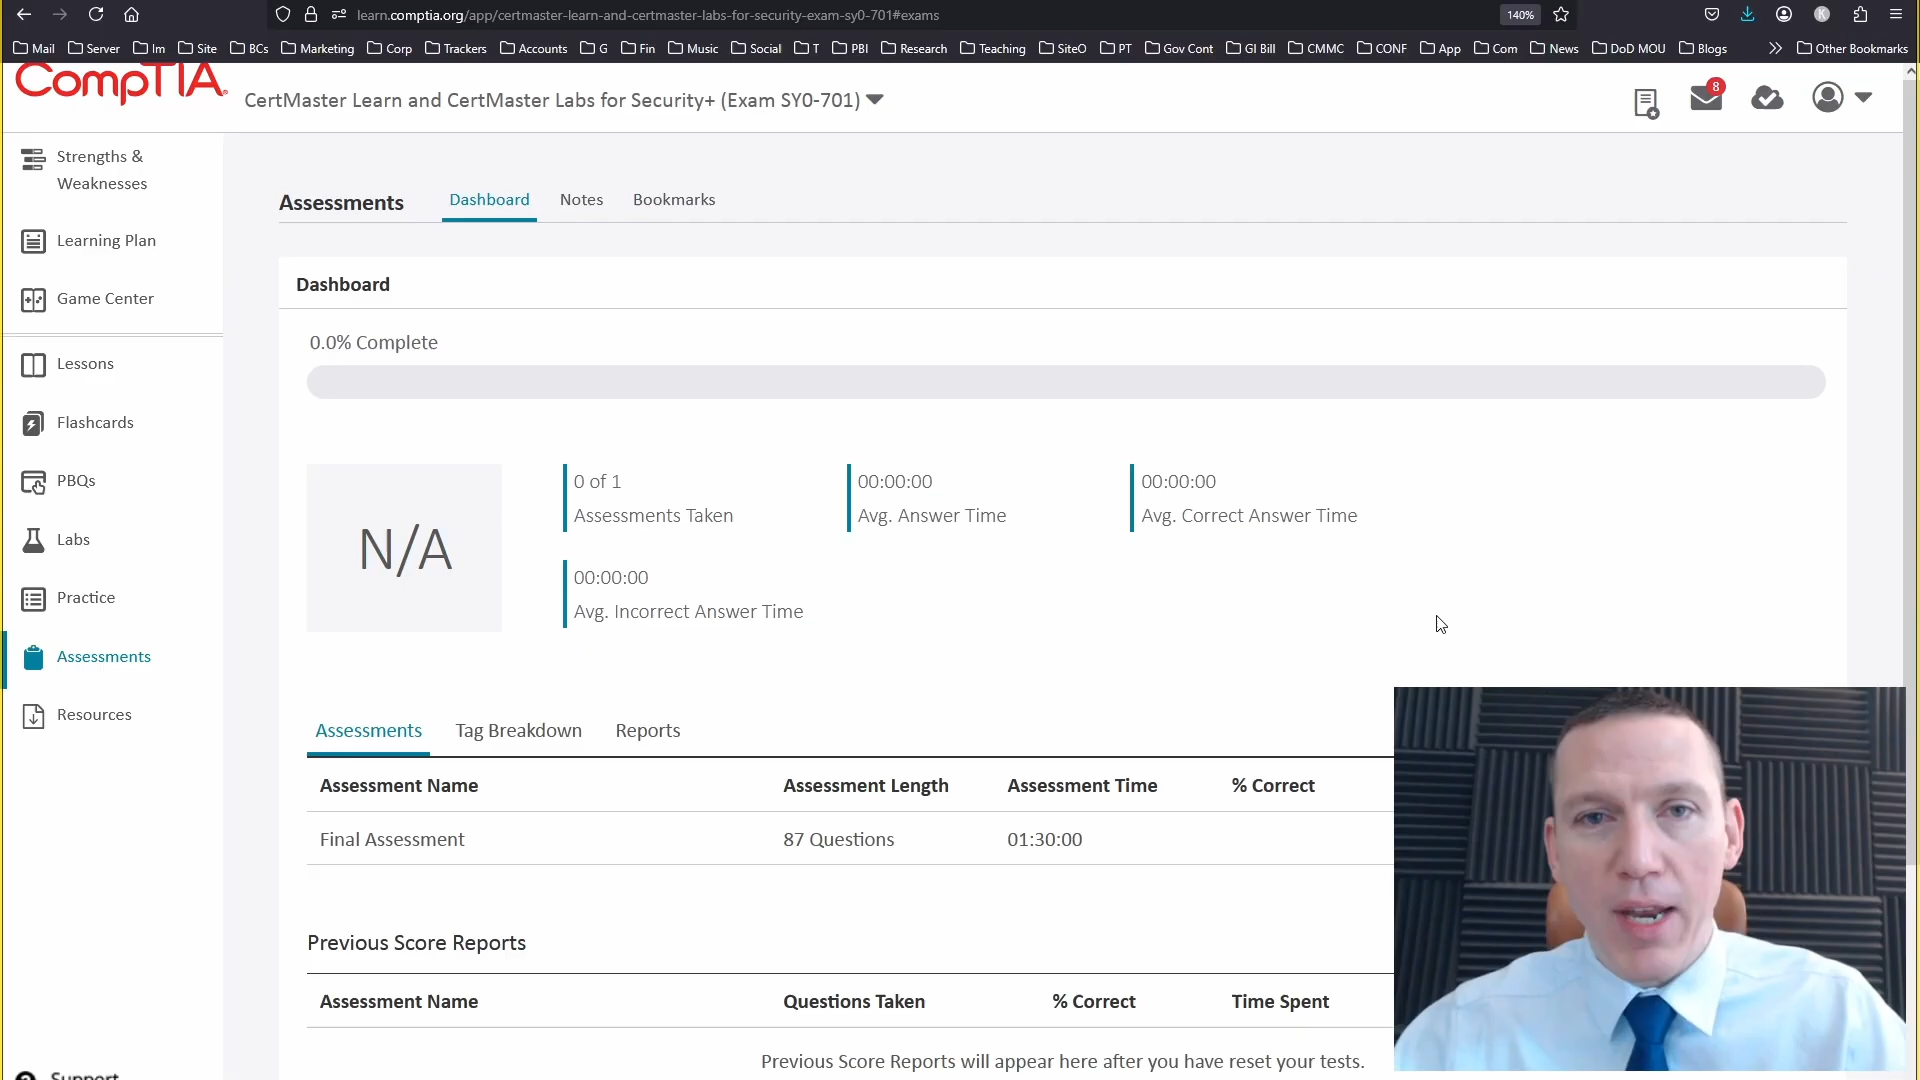 learn.comptia.org/app/certmaster-learn-and-certmaster-labs-for-security-exam-sy0-701#exams
140%
K
Mail
Server
Im
Site
BCs
Marketing
Corp
Trackers
Accounts
G
Fin
Music
Social
T
PBI
Research
Teaching
SiteO
PT
Gov Cont
GI Bill
CMMC
CONF
App
Com
News
DoD MOU
Blogs
Other Bookmarks
CompTIA
CertMaster Learn and CertMaster Labs for Security+ (Exam SY0-701)
8
Strengths &
Weaknesses
Learning Plan
Game Center
Lessons
Flashcards
PBQs
Labs
Practice
Assessments
Resources
Support
Assessments
Dashboard
Notes
Bookmarks
Dashboard
0.0% Complete
N/A
0 of 1
Assessments Taken
00:00:00
Avg. Answer Time
00:00:00
Avg. Correct Answer Time
00:00:00
Avg. Incorrect Answer Time
Assessments
Tag Breakdown
Reports
Assessment Name
Assessment Length
Assessment Time
% Correct
Final Assessment
87 Questions
01:30:00
Previous Score Reports
Assessment Name
Questions Taken
% Correct
Time Spent
Previous Score Reports will appear here after you have reset your tests.